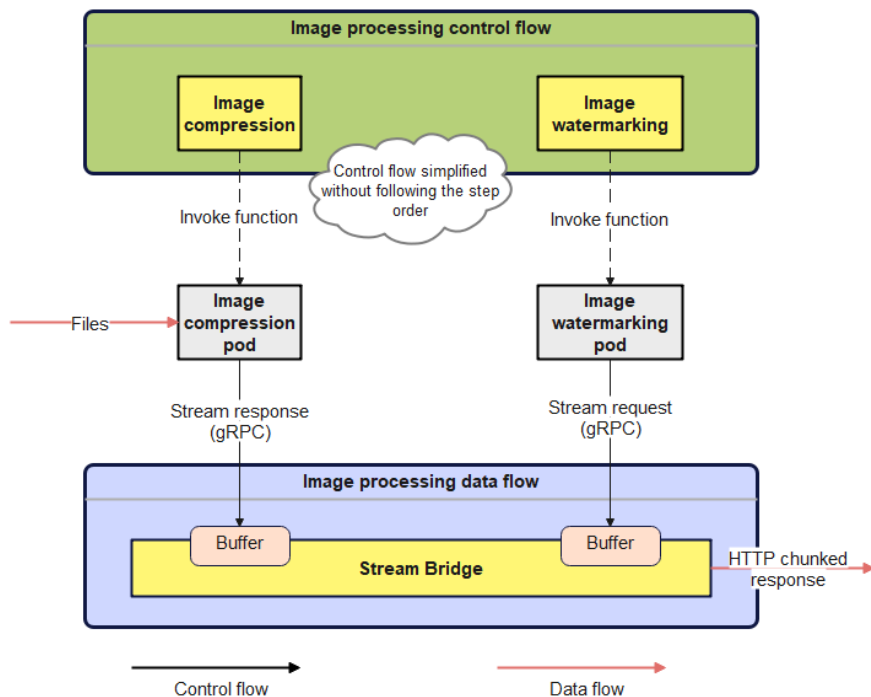 Image processing control flow
Image
compression
Image
watermarking
Control flow simplified
without following the step
order
Invoke function
Invoke function
Image
compression
pod
Image
watermarking
pod
Files
Stream response
(gRPC)
Stream request
(gRPC)
Image processing data flow
Buffer
Buffer
Stream Bridge
HTTP chunked
response
Control flow
Data flow